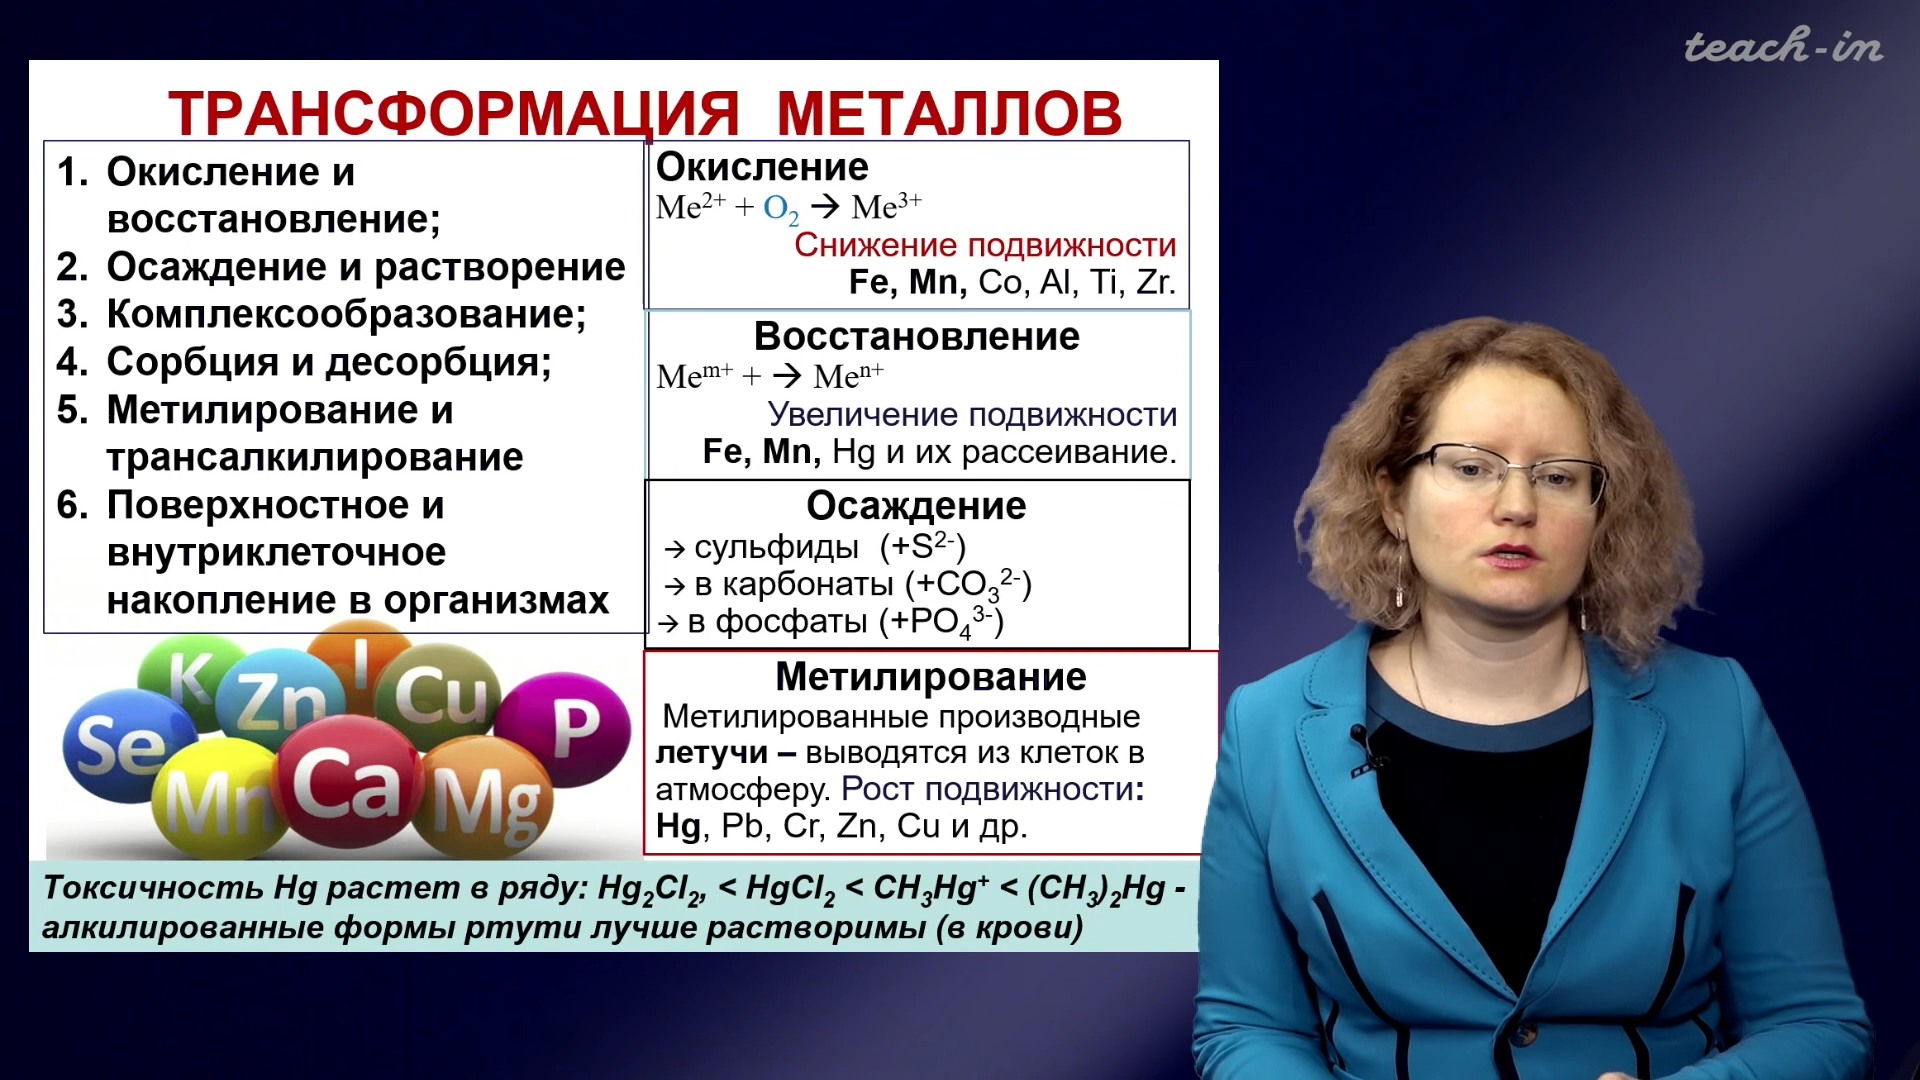 teach-in
ТРАНСФОРМАЦИЯ МЕТАЛЛОВ
1. Окисление и
восстановление;
2. Осаждение и растворение
3. Комплексообразование;
4. Сорбция и десорбция;
5. Метилирование и
трансалкилирование
6. Поверхностное и
внутриклеточное
накопление в организмах
K
I
Zn
Cu
P
Se
Mn
Ca
Mg
Окисление
Me²⁺ + O₂ → Me³⁺
Снижение подвижности
Fe, Mn, Co, Al, Ti, Zr.
Восстановление
Meᵐ⁺ + → Meⁿ⁺
Увеличение подвижности
Fe, Mn, Hg и их рассеивание.
Осаждение
→ сульфиды (+S²⁻)
→ в карбонаты (+CO₃²⁻)
→ в фосфаты (+PO₄³⁻)
Метилирование
Метилированные производные
летучи – выводятся из клеток в
атмосферу. Рост подвижности:
Hg, Pb, Cr, Zn, Cu и др.
Токсичность Hg растет в ряду: Hg₂Cl₂, < HgCl₂ < CH₃Hg⁺ < (CH₃)₂Hg -
алкилированные формы ртути лучше растворимы (в крови)